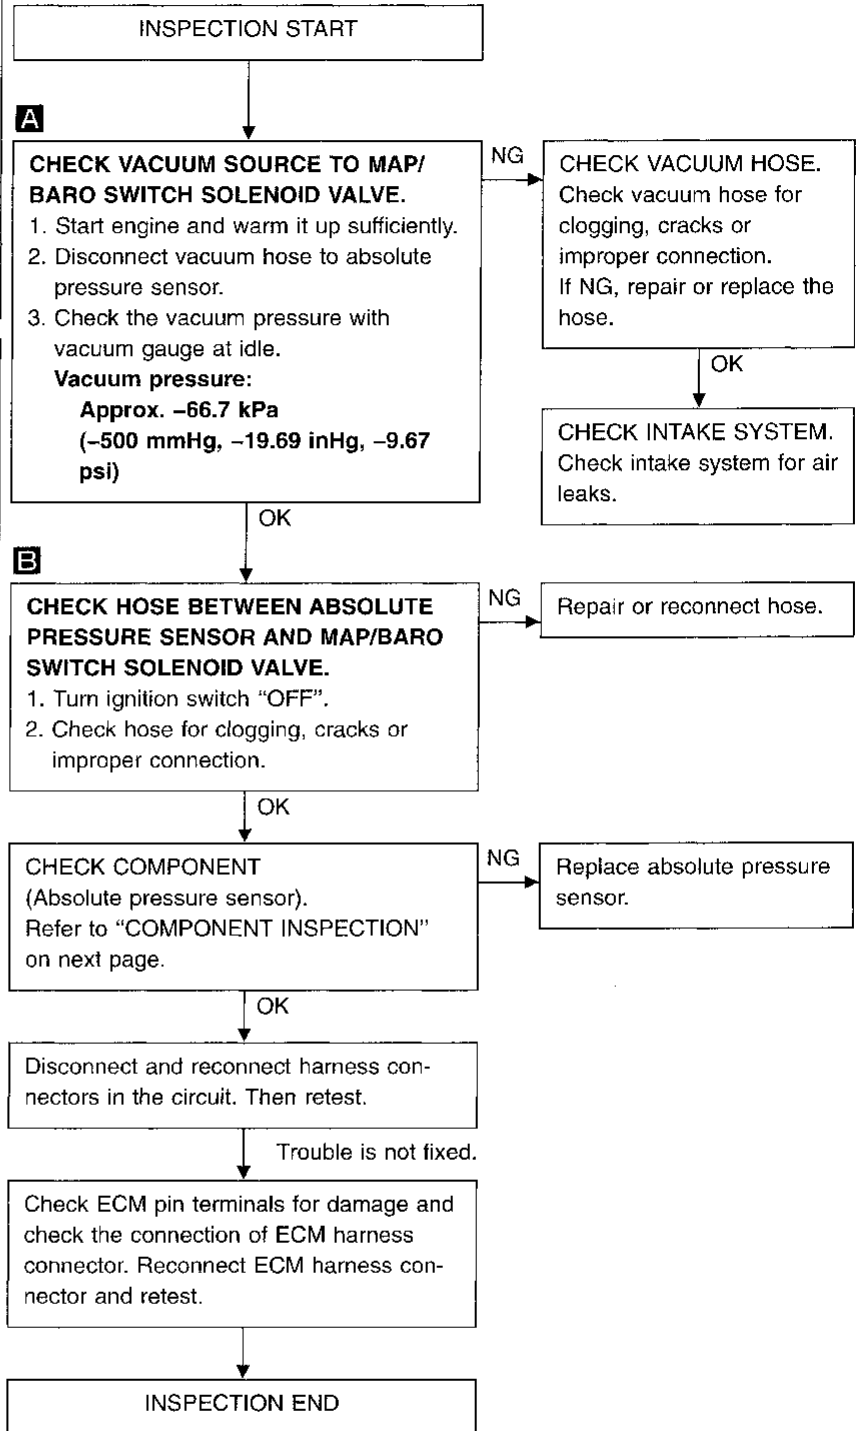 INSPECTION START
A
CHECK VACUUM SOURCE TO MAP/
BARO SWITCH SOLENOID VALVE.
1. Start engine and warm it up sufficiently.
2. Disconnect vacuum hose to absolute
pressure sensor.
3. Check the vacuum pressure with
vacuum gauge at idle.
Vacuum pressure:
Approx. –66.7 kPa
(–500 mmHg, –19.69 inHg, –9.67
psi)
NG
CHECK VACUUM HOSE.
Check vacuum hose for
clogging, cracks or
improper connection.
If NG, repair or replace the
hose.
OK
CHECK INTAKE SYSTEM.
Check intake system for air
leaks.
OK
B
CHECK HOSE BETWEEN ABSOLUTE
PRESSURE SENSOR AND MAP/BARO
SWITCH SOLENOID VALVE.
1. Turn ignition switch “OFF”.
2. Check hose for clogging, cracks or
improper connection.
NG
Repair or reconnect hose.
OK
CHECK COMPONENT
(Absolute pressure sensor).
Refer to “COMPONENT INSPECTION”
on next page.
NG
Replace absolute pressure
sensor.
OK
Disconnect and reconnect harness con-
nectors in the circuit. Then retest.
Trouble is not fixed.
Check ECM pin terminals for damage and
check the connection of ECM harness
connector. Reconnect ECM harness con-
nector and retest.
INSPECTION END